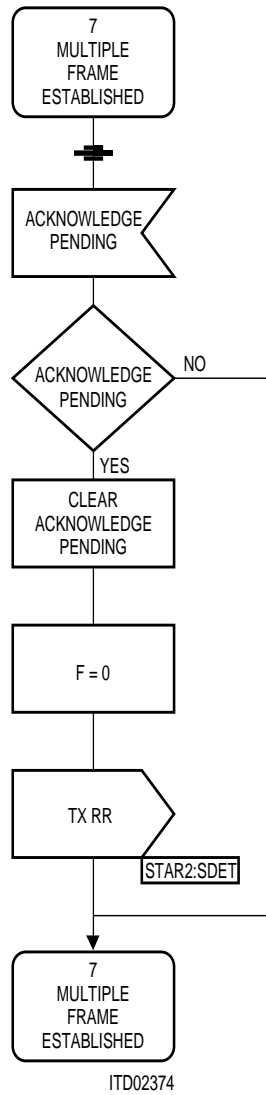 7
MULTIPLE
FRAME
ESTABLISHED
ACKNOWLEDGE
PENDING
ACKNOWLEDGE
PENDING
NO
YES
CLEAR
ACKNOWLEDGE
PENDING
F = 0
TX RR
STAR2:SDET
7
MULTIPLE
FRAME
ESTABLISHED
ITD02374